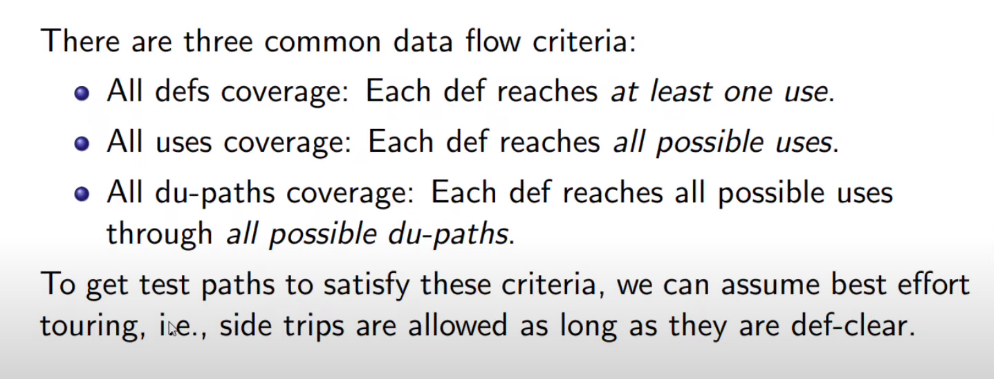 There are three common data flow criteria:
All defs coverage: Each def reaches at least one use.
All uses coverage: Each def reaches all possible uses.
All du-paths coverage: Each def reaches all possible uses
through all possible du-paths.
To get test paths to satisfy these criteria, we can assume best effort
touring, i.e., side trips are allowed as long as they are def-clear.